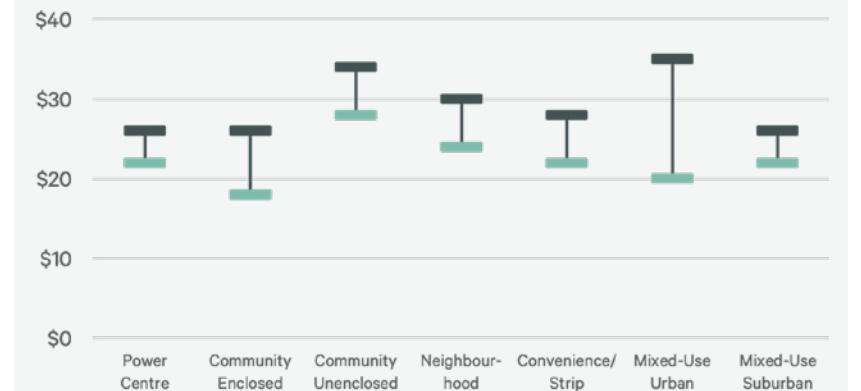 $40
$30
$20
$10
$0
Power
Centre
Community
Enclosed
Community
Unenclosed
Neighbour-
hood
Convenience/
Strip
Mixed-Use
Urban
Mixed-Use
Suburban